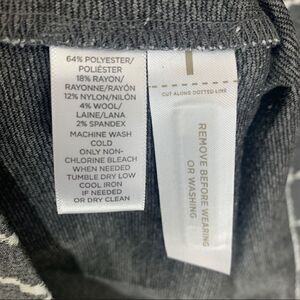 64% POLYESTER/
POLIÉSTER
18% RAYON/
RAYONNE/RAYÓN
12% NYLON/NILÓN
4% WOOL/
LAINE/LANA
2% SPANDEX
MACHINE WASH
COLD
ONLY NON-
CHLORINE BLEACH
WHEN NEEDED
TUMBLE DRY LOW
COOL IRON
IF NEEDED
OR DRY CLEAN
CUT ALONG DOTTED LINE
REMOVE BEFORE WEARING
OR WASHING